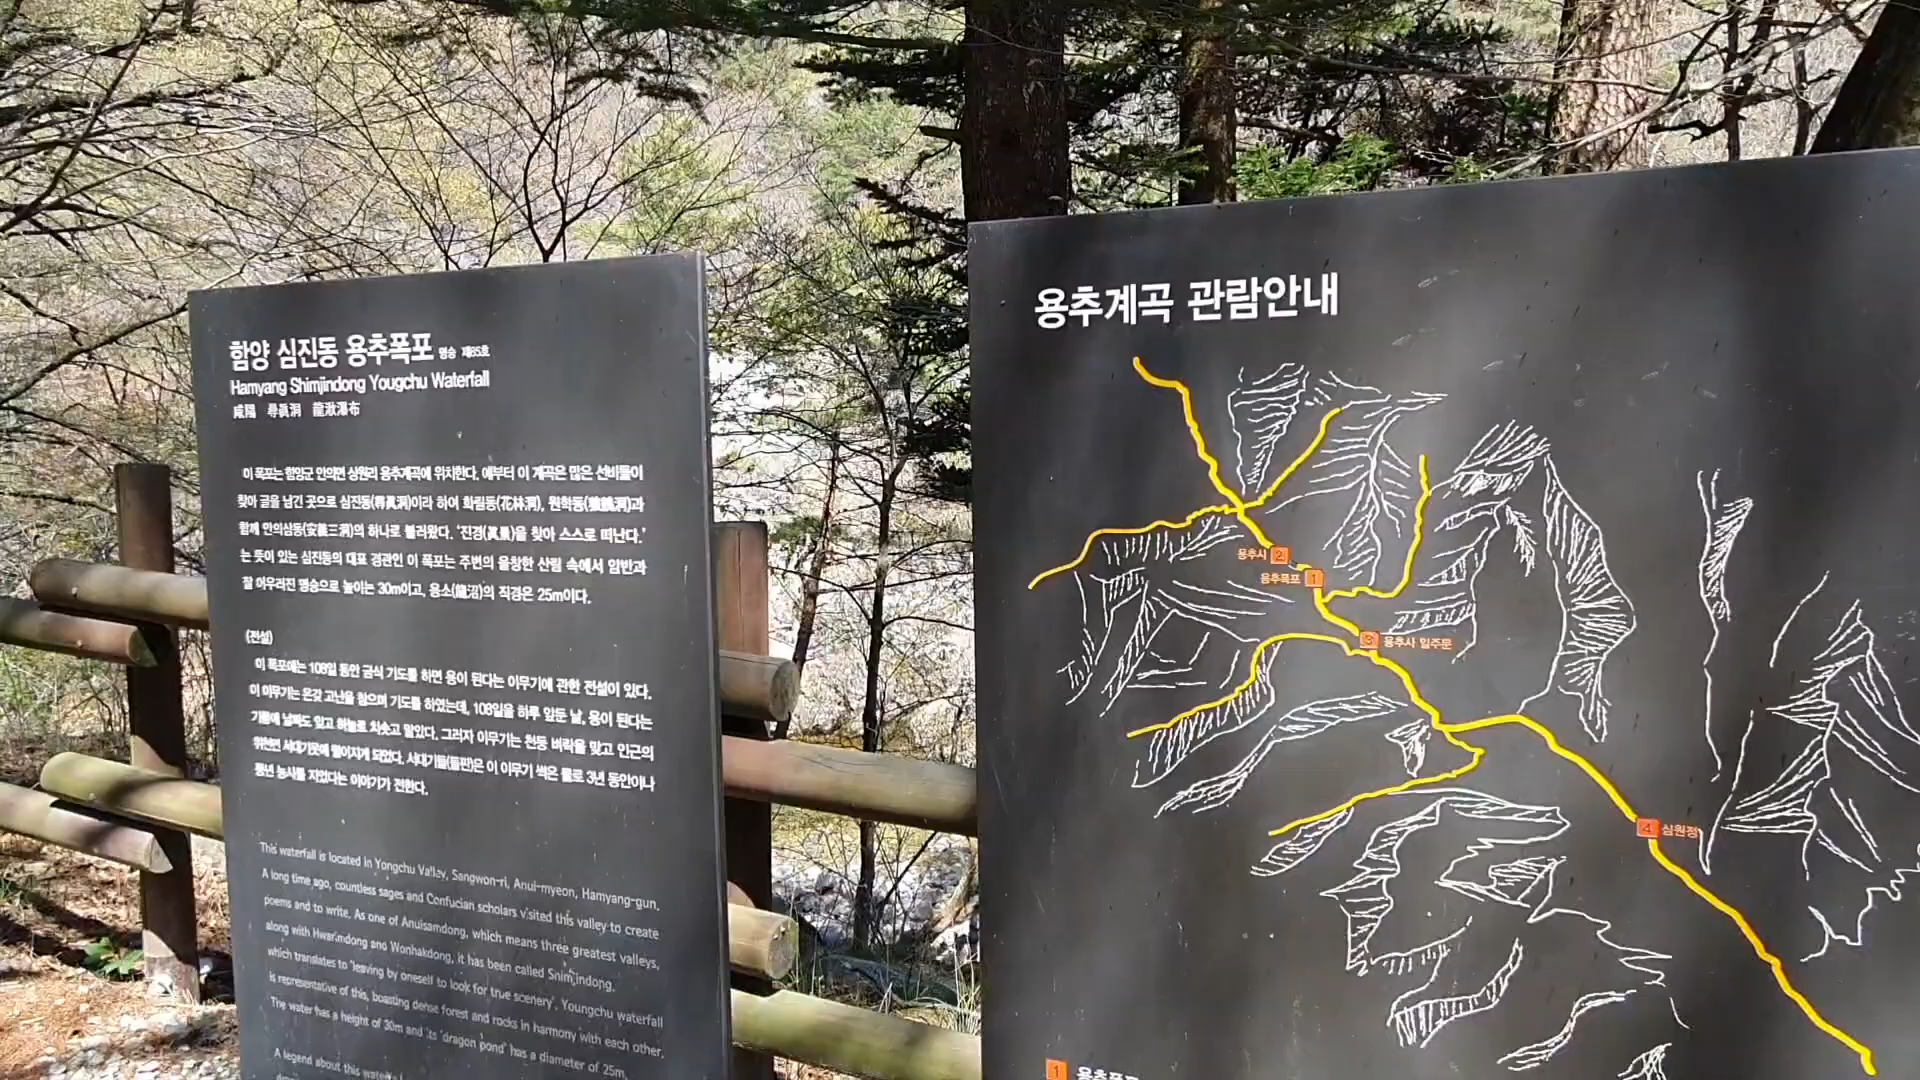 함양 심진동 용추폭포 명승 제85호
Hamyang Shimjindong Yougchu Waterfall
咸陽 尋眞洞 龍湫瀑布
이 폭포는 함양군 안의면 상원리 용추계곡에 위치한다. 예부터 이 계곡은 많은 선비들이
찾아 글을 남긴 곳으로 심진동(尋眞洞)이라 하여 화림동(花林洞), 원학동(猿鶴洞)과
함께 안의삼동(安義三洞)의 하나로 불러왔다. '진경(眞景)을 찾아 스스로 떠난다.'
는 뜻이 있는 심진동의 대표 경관인 이 폭포는 주변의 울창한 산림 속에서 암반과
잘 어우러진 명승으로 높이는 30m이고, 용소(龍沼)의 직경은 25m이다.
(전설)
이 폭포에는 108일 동안 금식 기도를 하면 용이 된다는 이무기에 관한 전설이 있다.
이 이무기는 온갖 고난을 참으며 기도를 하였는데, 108일을 하루 앞둔 날, 용이 된다는
기쁨에 날짜도 잊고 하늘로 치솟고 말았다. 그러자 이무기는 천둥 벼락을 맞고 인근의
위천면 서대기못에 떨어지게 되었다. 서대기들(들판)은 이 이무기 썩은 물로 3년 동안이나
풍년 농사를 지었다는 이야기가 전한다.
This waterfall is located in Yongchu Valley, Sangwon-ri, Anui-myeon, Hamyang-gun.
A long time ago, countless sages and Confucian scholars visited this valley to create
poems and to write. As one of Anuisamdong, which means three greatest valleys,
along with Hwarimdong and Wonhakdong, it has been called Shimjindong,
which translates to 'leaving by oneself to look for true scenery'. Youngchu waterfall
is representative of this, boasting dense forest and rocks in harmony with each other.
The water has a height of 30m and its 'dragon pond' has a diameter of 25m.
A legend about this
용추계곡 관람안내
용추사 2
용추폭포 1
3 용추사 일주문
4 심원정
1 용추폭포